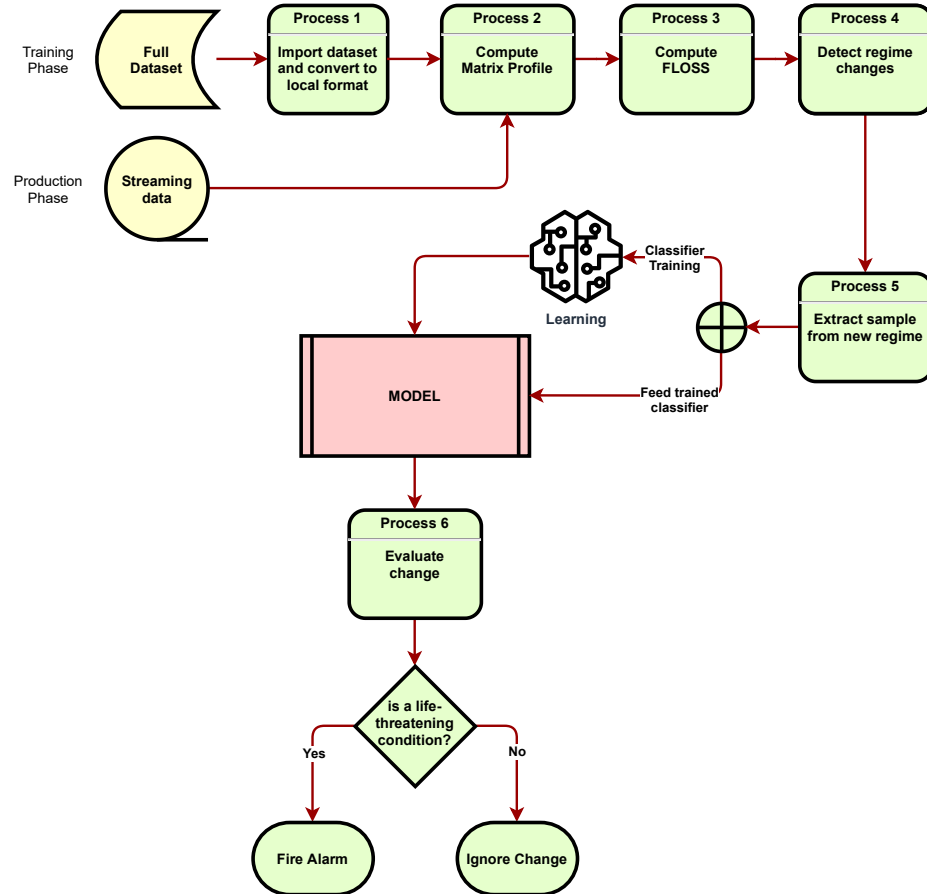 Training
Phase
Full
Dataset
Process 1
Import dataset
and convert to
local format
Process 2
Compute
Matrix Profile
Process 3
Compute
FLOSS
Process 4
Detect regime
changes
Production
Phase
Streaming
data
Classifier
Training
Learning
Process 5
Extract sample
from new regime
MODEL
Feed trained
classifier
Process 6
Evaluate
change
is a life-
threatening
condition?
Yes
No
Fire Alarm
Ignore Change